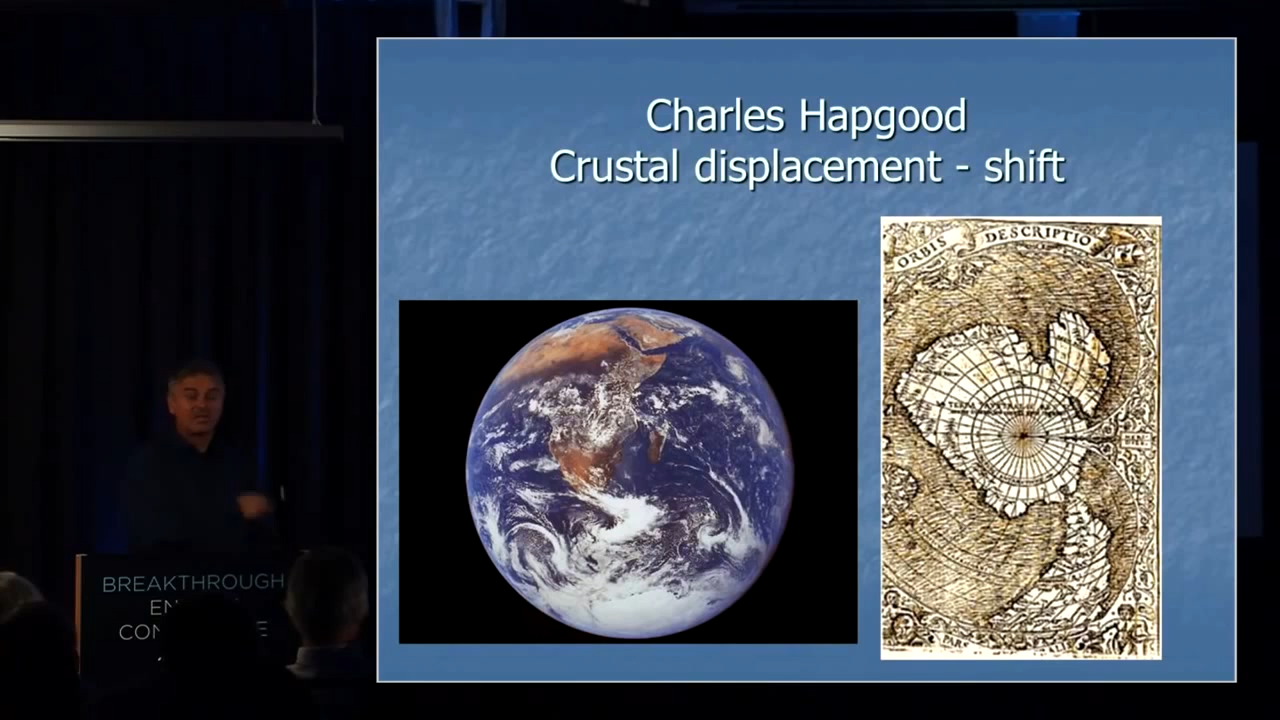 Charles Hapgood
Crustal displacement - shift
ORBIS DESCRIPTIO
BREAKTHROUGH